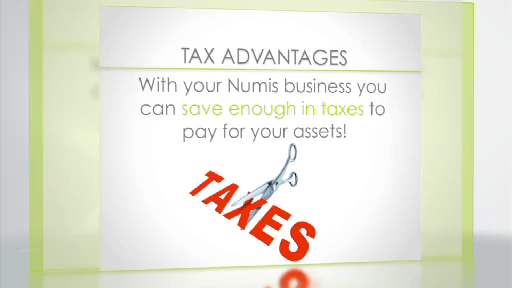 TAX ADVANTAGES
With your Numis business you
can save enough in taxes to
pay for your assets!
TAXES